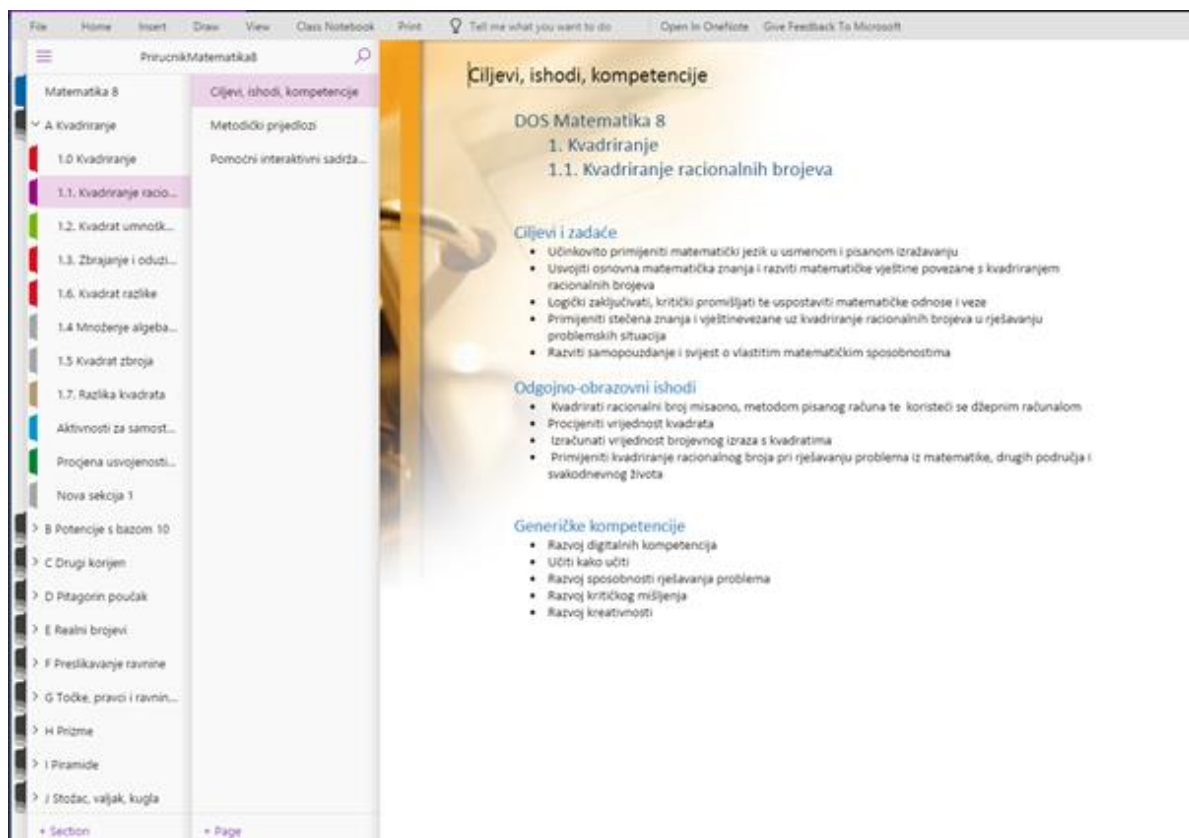 File Home Insert Draw View Class Notebook Print Tell me what you want to do Open In OneNote Give Feedback To Microsoft
PrirucnikMatematika8
Matematika 8
A Kvadriranje
1.0 Kvadriranje
1.1. Kvadriranje racio...
1.2. Kvadrat umnošk...
1.3. Zbrajanje i oduzi...
1.6. Kvadrat razlike
1.4 Množenje algeba...
1.5 Kvadrat zbroja
1.7. Razlika kvadrata
Aktivnosti za samost...
Procjena usvojenosti...
Nova sekcija 1
B Potencije s bazom 10
C Drugi korijen
D Pitagorin poučak
E Realni brojevi
F Preslikavanje ravnine
G Točke, pravci i ravnin...
H Prizme
I Piramide
J Stožac, valjak, kugla
+ Section
Ciljevi, ishodi, kompetencije
Metodički prijedlozi
Pomoćni interaktivni sadrža...
+ Page
Ciljevi, ishodi, kompetencije
DOS Matematika 8
1. Kvadriranje
1.1. Kvadriranje racionalnih brojeva
Ciljevi i zadaće
• Učinkovito primijeniti matematički jezik u usmenom i pisanom izražavanju
• Usvojiti osnovna matematička znanja i razviti matematičke vještine povezane s kvadriranjem
racionalnih brojeva
• Logički zaključivati, kritički promišljati te uspostaviti matematičke odnose i veze
• Primijeniti stečena znanja i vještinevezane uz kvadriranje racionalnih brojeva u rješavanju
problemskih situacija
• Razviti samopouzdanje i svijest o vlastitim matematičkim sposobnostima
Odgojno-obrazovni ishodi
• Kvadrirati racionalni broj misaono, metodom pisanog računa te koristeći se džepnim računalom
• Procijeniti vrijednost kvadrata
• Izračunati vrijednost brojevnog izraza s kvadratima
• Primijeniti kvadriranje racionalnog broja pri rješavanju problema iz matematike, drugih područja i
svakodnevnog života
Generičke kompetencije
• Razvoj digitalnih kompetencija
• Učiti kako učiti
• Razvoj sposobnosti rješavanja problema
• Razvoj kritičkog mišljenja
• Razvoj kreativnosti